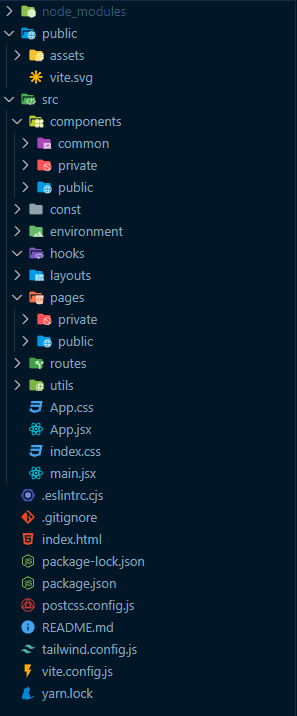 node_modules
public
assets
vite.svg
src
components
common
private
public
const
environment
hooks
layouts
pages
private
public
routes
utils
App.css
App.jsx
index.css
main.jsx
.eslintrc.cjs
.gitignore
index.html
package-lock.json
package.json
postcss.config.js
README.md
tailwind.config.js
vite.config.js
yarn.lock